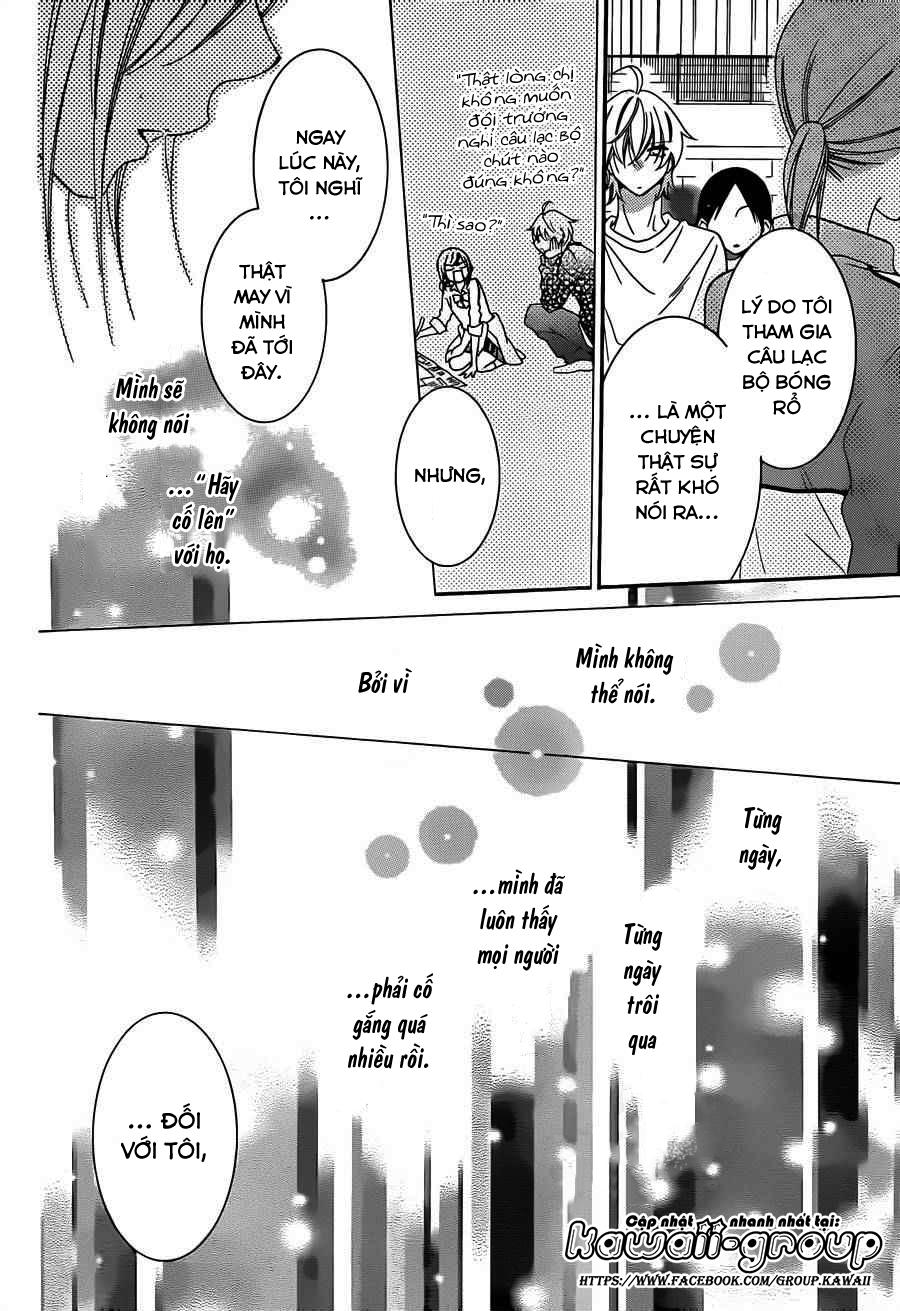 LÝ DO TÔI
THAM GIA
CÂU LẠC
BỘ BÓNG
RỔ
... LÀ MỘT
CHUYỆN
THẬT SỰ
RẤT KHÓ
NÓI RA...
"Thật lòng chị
không muốn
đội trưởng
nghỉ câu lạc bộ
chút nào
đúng không?"
"Thì sao?"
NHƯNG,
NGAY
LÚC NÀY,
TÔI NGHĨ
...
THẬT
MAY VÌ
MÌNH
ĐÃ TỚI
ĐÂY.
Mình sẽ
không nói
..."Hãy
cố lên"
với họ.
Mình không
thể nói.
Bởi vì
Từng
ngày,
Từng
ngày
trôi
qua
...mình đã
luôn thấy
mọi người
...phải cố
gắng quá
nhiều rồi.
... ĐỐI
VỚI TÔI,
Cập nhật nhanh nhất tại:
kawaii-group
HTTPS://WWW.FACEBOOK.COM/GROUP.KAWAII